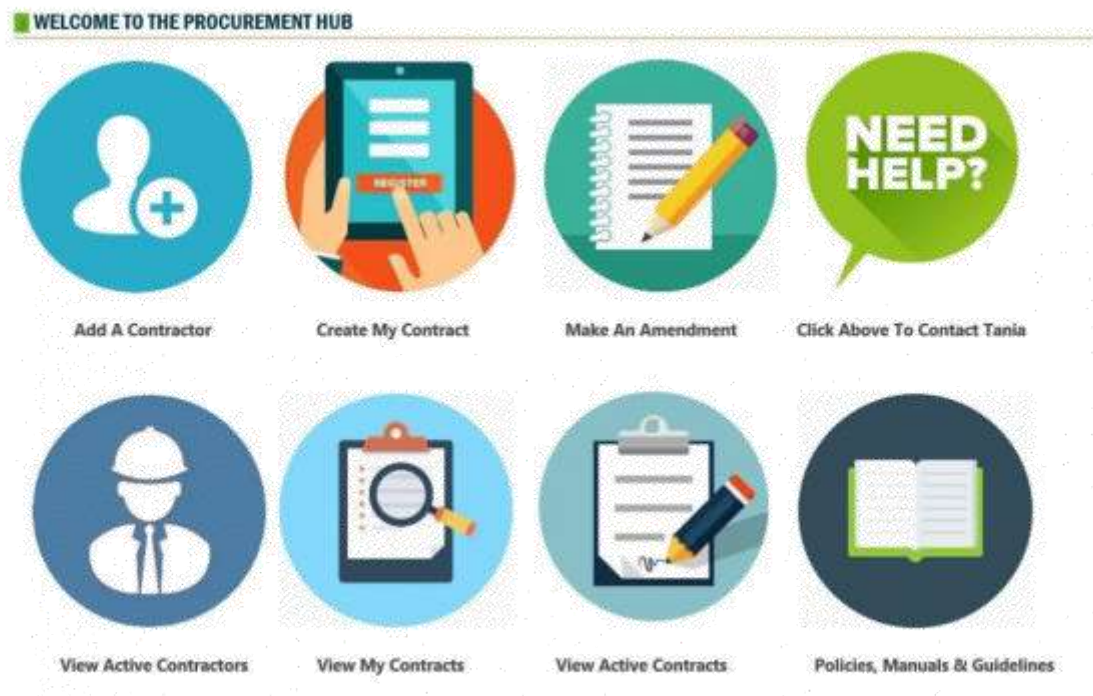 WELCOME TO THE PROCUREMENT HUB
REGISTER
NEED
HELP?
Add A Contractor
Create My Contract
Make An Amendment
Click Above To Contact Tania
View Active Contractors
View My Contracts
View Active Contracts
Policies, Manuals & Guidelines